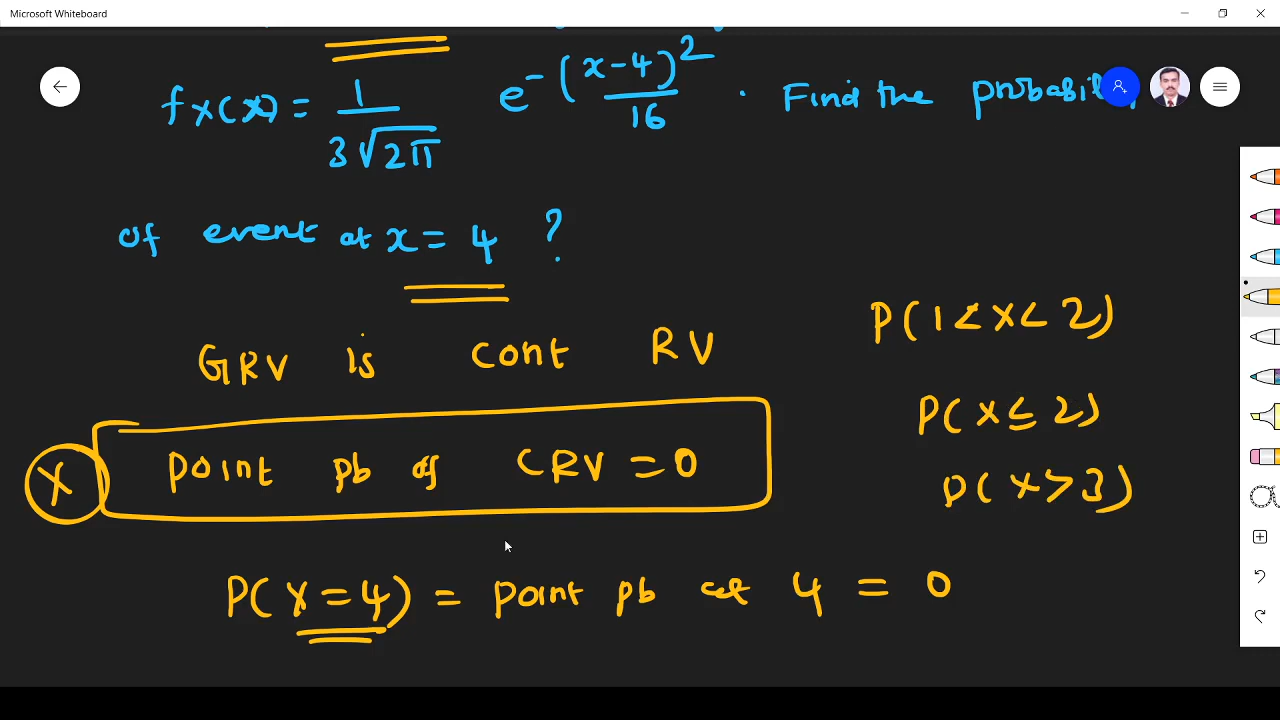 Microsoft Whiteboard
fx(x) = 1/(3√2π) e^-(x-4)^2/16 . Find the
of event at x = 4 ?
GRV is cont RV
P(1<x<2)
P(x≤2)
X point pb of CRV = 0
P(x>3)
P(x=4) = point pb at 4 = 0